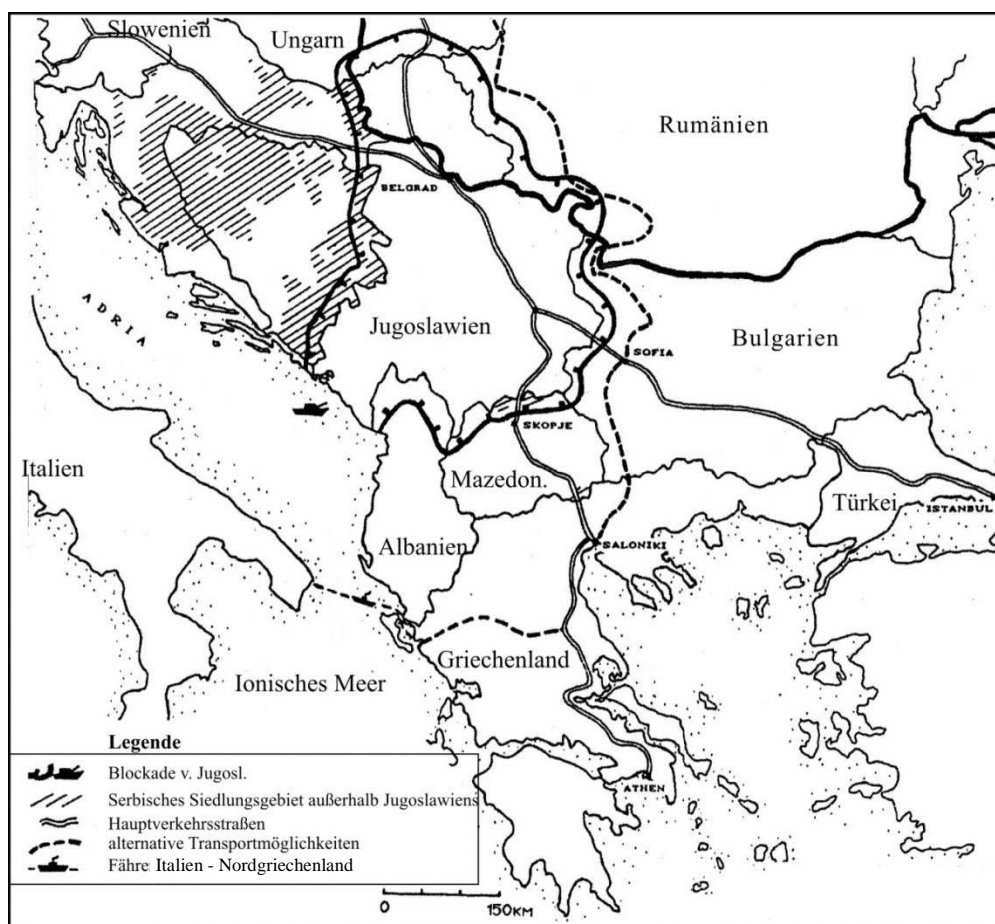 Slowenien
Ungarn
Rumänien
BELGRAD
ADRIA
Jugoslawien
Bulgarien
SOFIA
SKOPJE
Italien
Mazedon.
Türkei
ISTANBUL
Albanien
SALONIKI
Griechenland
Ionisches Meer
Legende
Blockade v. Jugosl.
Serbisches Siedlungsgebiet außerhalb Jugoslawiens
Hauptverkehrsstraßen
alternative Transportmöglichkeiten
Fähre Italien - Nordgriechenland
ATHEN
0 150KM